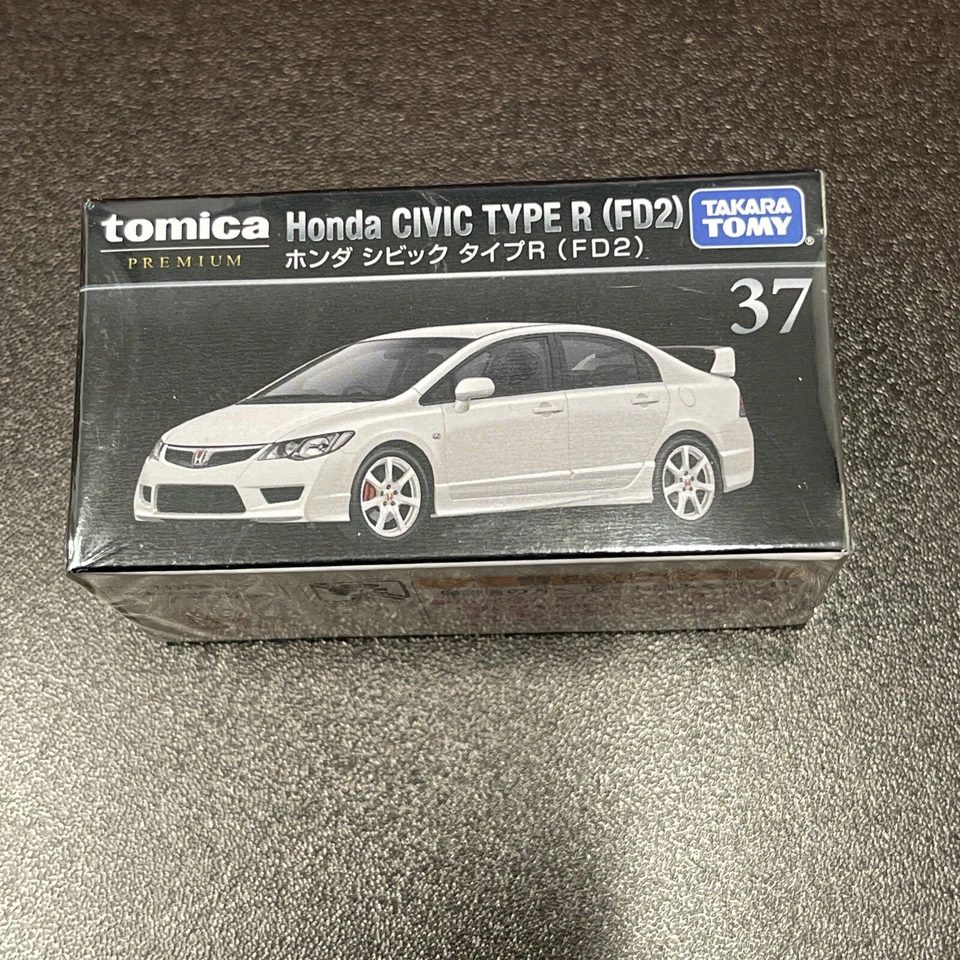 tomica
PREMIUM
Honda CIVIC TYPE R (FD2)
ホンダ シビック タイプR (FD2)
TAKARA
TOMY®
37